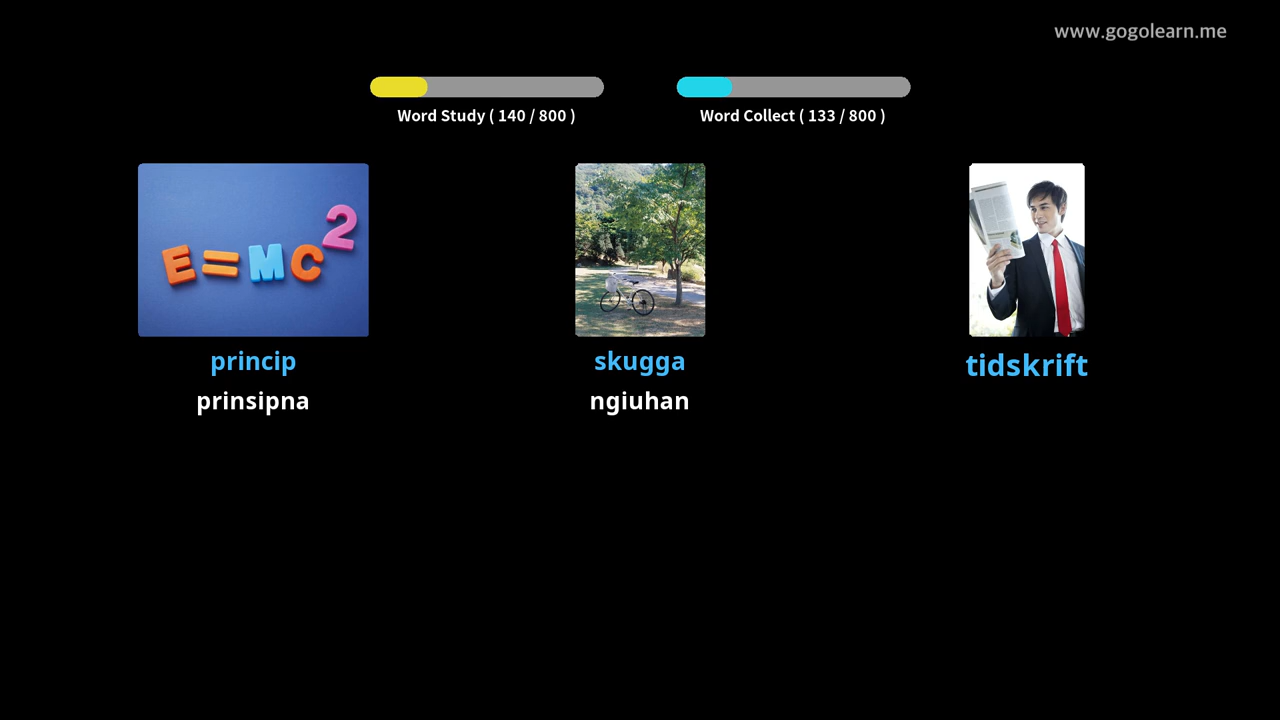 www.gogolearn.me
Word Study ( 140 / 800 )
Word Collect ( 133 / 800 )
E=MC2
princip
skugga
tidskrift
prinsipna
ngiuhan